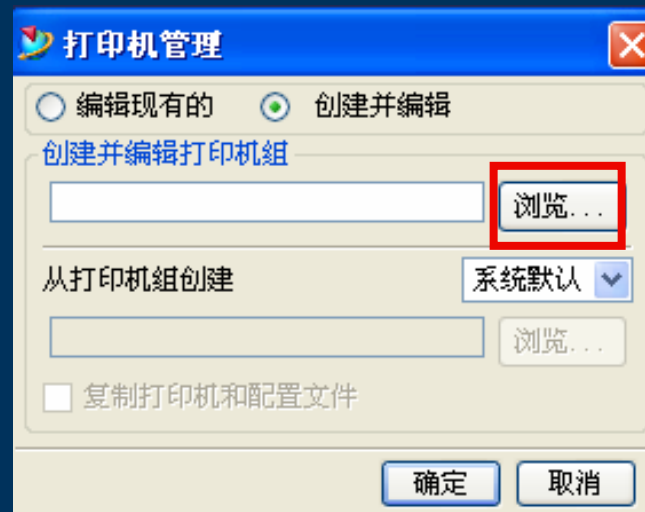 打印机管理
编辑现有的 创建并编辑
创建并编辑打印机组
浏览...
从打印机组创建 系统默认
浏览...
复制打印机和配置文件
确定 取消